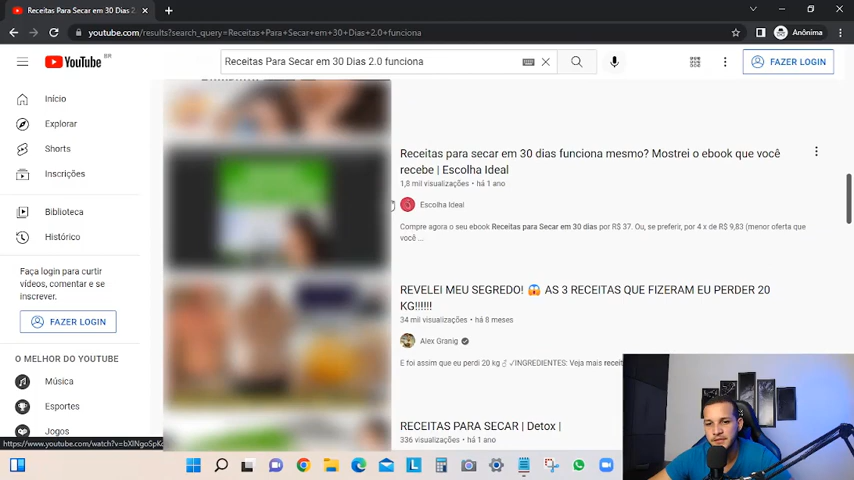 Receitas Para Secar em 30 Dias 2.0
youtube.com/results?search_query=Receitas+Para+Secar+em+30+Dias+2.0+funciona
Anônima
YouTube BR
Receitas Para Secar em 30 Dias 2.0 funciona
FAZER LOGIN
Início
Explorar
Shorts
Inscrições
Biblioteca
Histórico
Faça login para curtir
vídeos, comentar e se
inscrever.
FAZER LOGIN
O MELHOR DO YOUTUBE
Música
Esportes
Jogos
Receitas para secar em 30 dias funciona mesmo? Mostrei o ebook que você
recebe | Escolha Ideal
1,8 mil visualizações • há 1 ano
Escolha Ideal
Compre agora o seu ebook Receitas para Secar em 30 dias por R$ 37. Ou, se preferir, por 4 x de R$ 9,83 (menor oferta que
você ...
REVELEI MEU SEGREDO! 😱 AS 3 RECEITAS QUE FIZERAM EU PERDER 20
KG!!!!!!
34 mil visualizações • há 8 meses
Alex Granig
E foi assim que eu perdi 20 kg ✓INGREDIENTES: Veja mais
RECEITAS PARA SECAR | Detox |
336 visualizações • há 1 ano